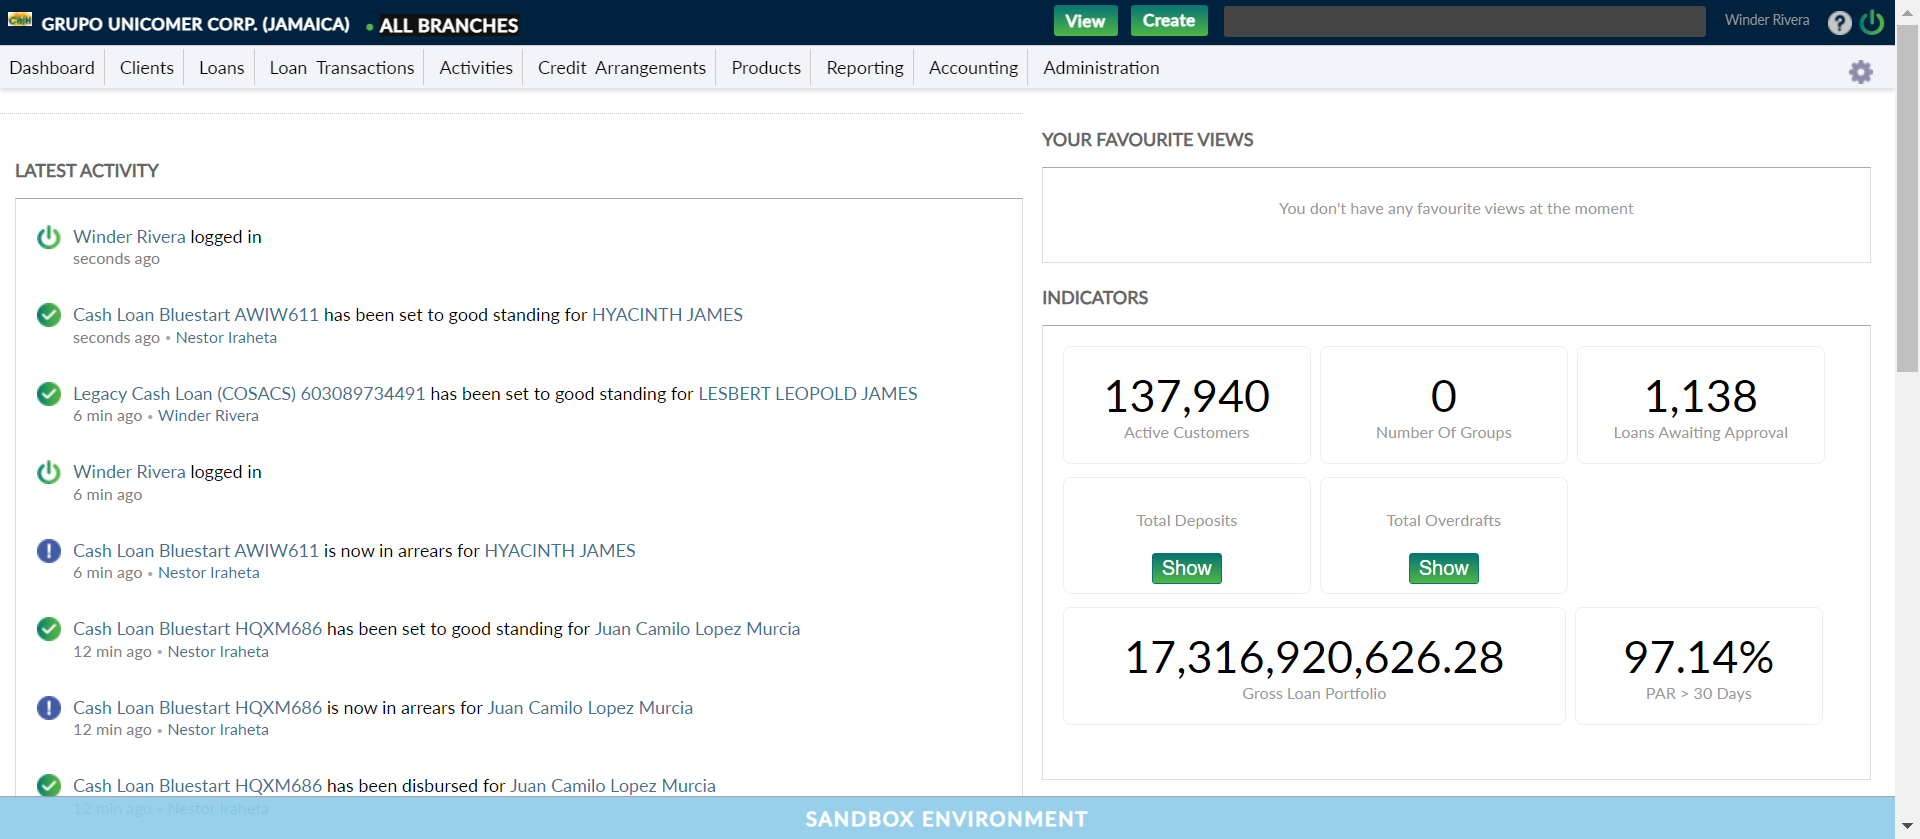 Cash GRUPO UNICOMER CORP. (JAMAICA) • ALL BRANCHES View Create Winder Rivera ?
Dashboard Clients Loans Loan Transactions Activities Credit Arrangements Products Reporting Accounting Administration
LATEST ACTIVITY
Winder Rivera logged in
seconds ago
Cash Loan Bluestart AWIW611 has been set to good standing for HYACINTH JAMES
seconds ago • Nestor Iraheta
Legacy Cash Loan (COSACS) 603089734491 has been set to good standing for LESBERT LEOPOLD JAMES
6 min ago • Winder Rivera
Winder Rivera logged in
6 min ago
Cash Loan Bluestart AWIW611 is now in arrears for HYACINTH JAMES
6 min ago • Nestor Iraheta
Cash Loan Bluestart HQXM686 has been set to good standing for Juan Camilo Lopez Murcia
12 min ago • Nestor Iraheta
Cash Loan Bluestart HQXM686 is now in arrears for Juan Camilo Lopez Murcia
12 min ago • Nestor Iraheta
Cash Loan Bluestart HQXM686 has been disbursed for Juan Camilo Lopez Murcia
12 min ago • Nestor Iraheta
YOUR FAVOURITE VIEWS
You don't have any favourite views at the moment
INDICATORS
137,940
Active Customers
0
Number Of Groups
1,138
Loans Awaiting Approval
Total Deposits
Show
Total Overdrafts
Show
17,316,920,626.28
Gross Loan Portfolio
97.14%
PAR > 30 Days
SANDBOX ENVIRONMENT